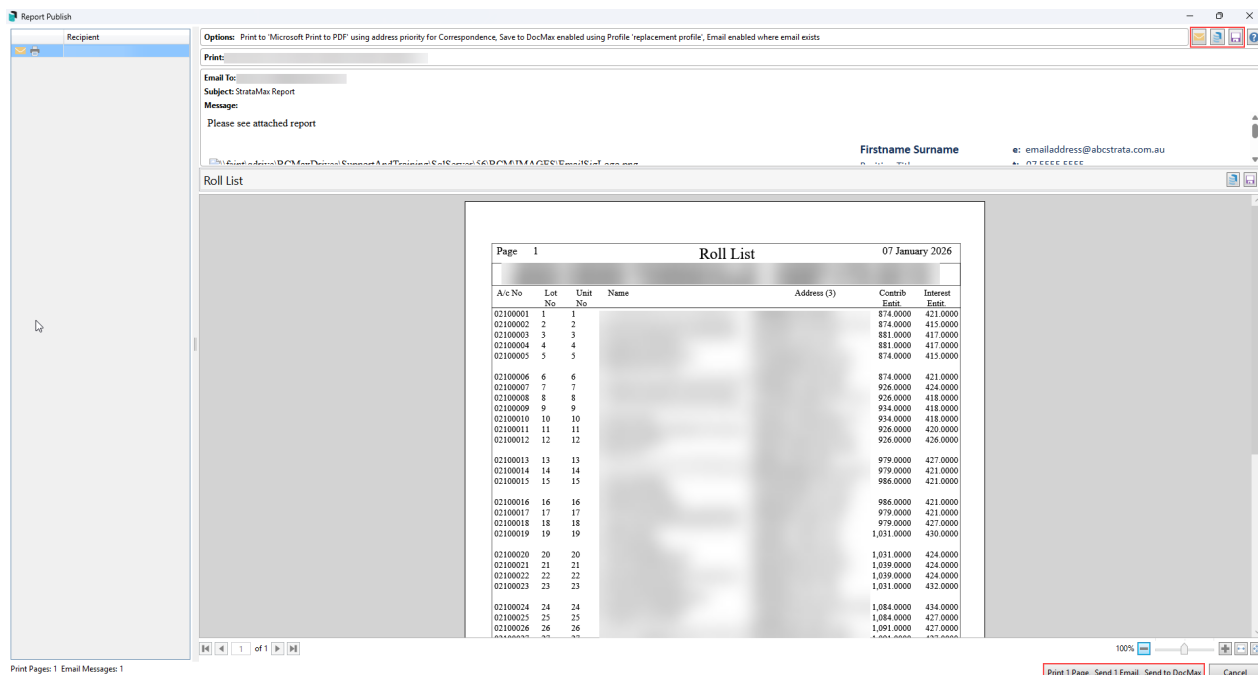 Report Publish
Recipient
Options: Print to 'Microsoft Print to PDF' using address priority for Correspondence, Save to DocMax enabled using Profile 'replacement profile', Email enabled where email exists
Print:
Email To:
Subject: StrataMax Report
Message:
Please see attached report
Firstname Surname e: emailaddress@abcstrata.com.au
Roll List
Page 1 Roll List 07 January 2026
A/c No Lot No Unit No Name Address (3) Contrib Entit. Interest Entit.
02100001 1 1 874.0000 421.0000
02100002 2 2 874.0000 415.0000
02100003 3 3 881.0000 417.0000
02100004 4 4 881.0000 417.0000
02100005 5 5 874.0000 415.0000
02100006 6 6 874.0000 421.0000
02100007 7 7 926.0000 424.0000
02100008 8 8 926.0000 418.0000
02100009 9 9 934.0000 418.0000
02100010 10 10 934.0000 418.0000
02100011 11 11 926.0000 420.0000
02100012 12 12 926.0000 426.0000
02100013 13 13 979.0000 427.0000
02100014 14 14 979.0000 421.0000
02100015 15 15 986.0000 421.0000
02100016 16 16 986.0000 421.0000
02100017 17 17 979.0000 421.0000
02100018 18 18 979.0000 427.0000
02100019 19 19 1,031.0000 430.0000
02100020 20 20 1,031.0000 424.0000
02100021 21 21 1,039.0000 424.0000
02100022 22 22 1,039.0000 424.0000
02100023 23 23 1,031.0000 432.0000
02100024 24 24 1,084.0000 434.0000
02100025 25 25 1,084.0000 427.0000
02100026 26 26 1,091.0000 427.0000
1 of 1 100%
Print Pages: 1 Email Messages: 1
Print 1 Page, Send 1 Email, Send to DocMax Cancel